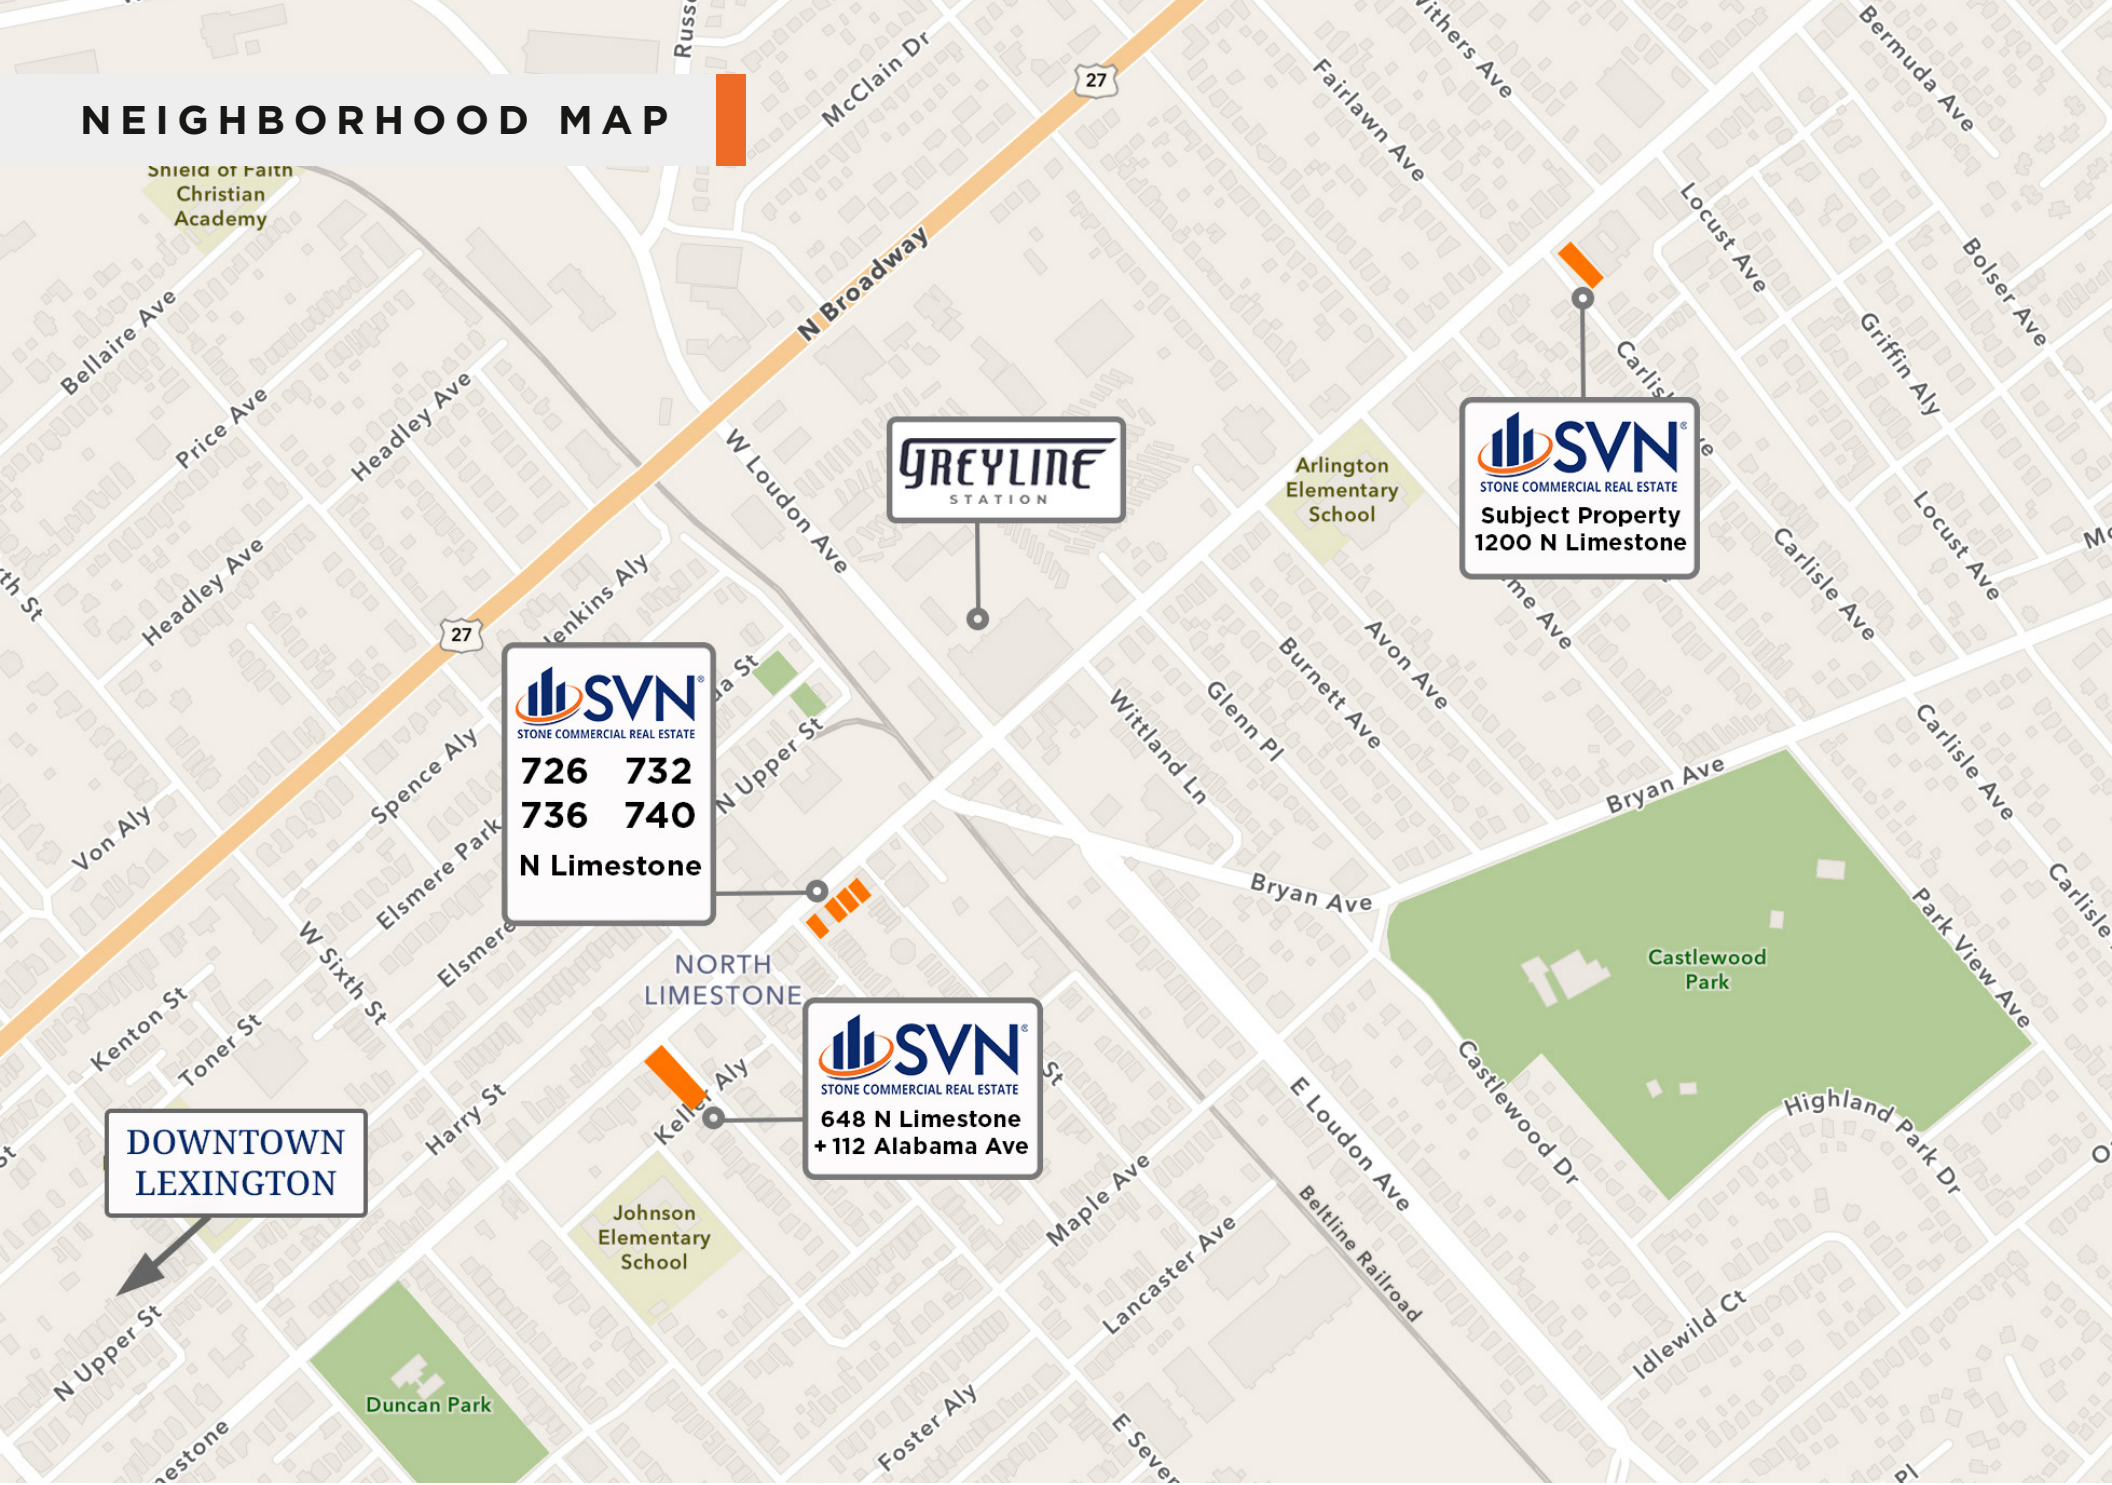 NEIGHBORHOOD MAP
Shield of Faith
Christian
Academy
McClain Dr
27
Fairlawn Ave
Withers Ave
Bermuda Ave
Locust Ave
Bolser Ave
Griffin Aly
N Broadway
Bellaire Ave
Price Ave
Headley Ave
W Loudon Ave
GREYLINE
STATION
Arlington
Elementary
School
SVN®
STONE COMMERCIAL REAL ESTATE
Subject Property
1200 N Limestone
Locust Ave
Carlisle Ave
Headley Ave
27
Jenkins Aly
Avon Ave
Burnett Ave
Glenn Pl
Wittland Ln
SVN®
STONE COMMERCIAL REAL ESTATE
726 732
736 740
N Limestone
N Upper St
Spence Aly
Von Aly
Elsmere Park
Elsmere
W Sixth St
Bryan Ave
Carlisle Ave
Bryan Ave
Carlisle
Park View Ave
Castlewood
Park
NORTH
LIMESTONE
Kenton St
Toner St
Harry St
Keller Aly
SVN®
STONE COMMERCIAL REAL ESTATE
648 N Limestone
+ 112 Alabama Ave
St
E Loudon Ave
Castlewood Dr
Highland Park Dr
DOWNTOWN
LEXINGTON
Johnson
Elementary
School
Maple Ave
Lancaster Ave
Beltline Railroad
Idlewild Ct
N Upper St
Duncan Park
Foster Aly
Pl